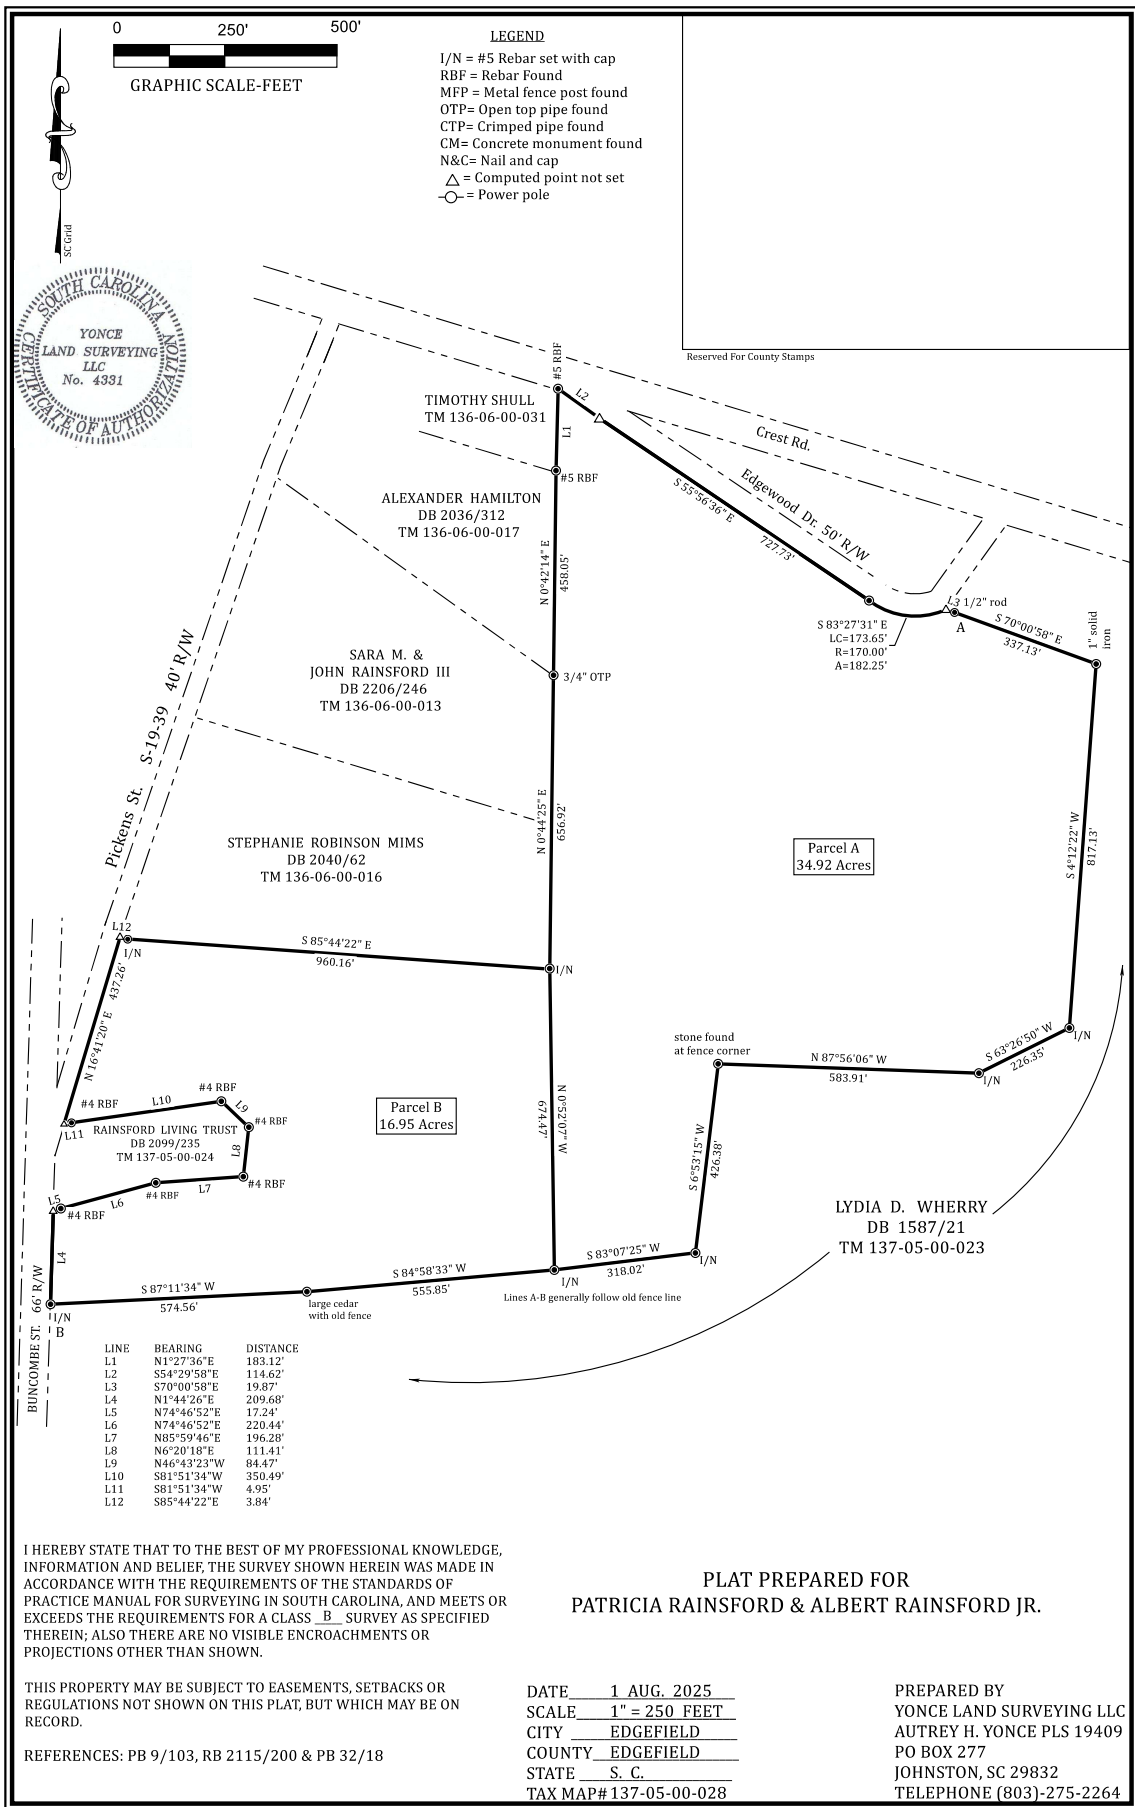 0 250' 500'
GRAPHIC SCALE-FEET
LEGEND
I/N = #5 Rebar set with cap
RBF = Rebar Found
MFP = Metal fence post found
OTP= Open top pipe found
CTP= Crimped pipe found
CM= Concrete monument found
N&C= Nail and cap
= Computed point not set
= Power pole
SC Grid
SOUTH CAROLINA
CERTIFICATE OF AUTHORIZATION
YONCE
LAND SURVEYING
LLC
No. 4331
Reserved For County Stamps
#5 RBF
TIMOTHY SHULL
TM 136-06-00-031
L1
L2
#5 RBF
Crest Rd.
Edgewood Dr. 50' R/W
S 55°56'36" E
727.73'
ALEXANDER HAMILTON
DB 2036/312
TM 136-06-00-017
N 0°42'14" E
458.05'
S 83°27'31" E
LC=173.65'
R=170.00'
A=182.25'
L3 1/2" rod
A
S 70°00'58" E
337.13'
1" solid
iron
Pickens St. S-19-39 40' R/W
SARA M. &
JOHN RAINSFORD III
DB 2206/246
TM 136-06-00-013
3/4" OTP
N 0°44'25" E
656.92'
STEPHANIE ROBINSON MIMS
DB 2040/62
TM 136-06-00-016
Parcel A
34.92 Acres
S 4°12'22" W
817.13'
L12
I/N
S 85°44'22" E
960.16'
I/N
N 16°41'20" E 437.26'
stone found
at fence corner
N 87°56'06" W
583.91'
S 63°26'50" W
226.35'
I/N
I/N
#4 RBF
L10
#4 RBF
L9
#4 RBF
L11
RAINSFORD LIVING TRUST
DB 2099/235
TM 137-05-00-024
L8
Parcel B
16.95 Acres
N 0°52'07" W
674.47'
S 6°53'15" W
426.38'
L5
#4 RBF
L6
#4 RBF
L7
#4 RBF
LYDIA D. WHERRY
DB 1587/21
TM 137-05-00-023
L4
S 87°11'34" W
574.56'
S 84°58'33" W
555.85'
S 83°07'25" W
318.02'
I/N
I/N
Lines A-B generally follow old fence line
large cedar
with old fence
I/N
B
BUNCOMBE ST. 66' R/W
LINE BEARING DISTANCE
L1 N1°27'36"E 183.12'
L2 S54°29'58"E 114.62'
L3 S70°00'58"E 19.87'
L4 N1°44'26"E 209.68'
L5 N74°46'52"E 17.24'
L6 N74°46'52"E 220.44'
L7 N85°59'46"E 196.28'
L8 N6°20'18"E 111.41'
L9 N46°43'23"W 84.47'
L10 S81°51'34"W 350.49'
L11 S81°51'34"W 4.95'
L12 S85°44'22"E 3.84'
I HEREBY STATE THAT TO THE BEST OF MY PROFESSIONAL KNOWLEDGE,
INFORMATION AND BELIEF, THE SURVEY SHOWN HEREIN WAS MADE IN
ACCORDANCE WITH THE REQUIREMENTS OF THE STANDARDS OF
PRACTICE MANUAL FOR SURVEYING IN SOUTH CAROLINA, AND MEETS OR
EXCEEDS THE REQUIREMENTS FOR A CLASS B SURVEY AS SPECIFIED
THEREIN; ALSO THERE ARE NO VISIBLE ENCROACHMENTS OR
PROJECTIONS OTHER THAN SHOWN.
THIS PROPERTY MAY BE SUBJECT TO EASEMENTS, SETBACKS OR
REGULATIONS NOT SHOWN ON THIS PLAT, BUT WHICH MAY BE ON
RECORD.
REFERENCES: PB 9/103, RB 2115/200 & PB 32/18
PLAT PREPARED FOR
PATRICIA RAINSFORD & ALBERT RAINSFORD JR.
DATE 1 AUG. 2025
SCALE 1" = 250 FEET
CITY EDGEFIELD
COUNTY EDGEFIELD
STATE S. C.
TAX MAP# 137-05-00-028
PREPARED BY
YONCE LAND SURVEYING LLC
AUTREY H. YONCE PLS 19409
PO BOX 277
JOHNSTON, SC 29832
TELEPHONE (803)-275-2264